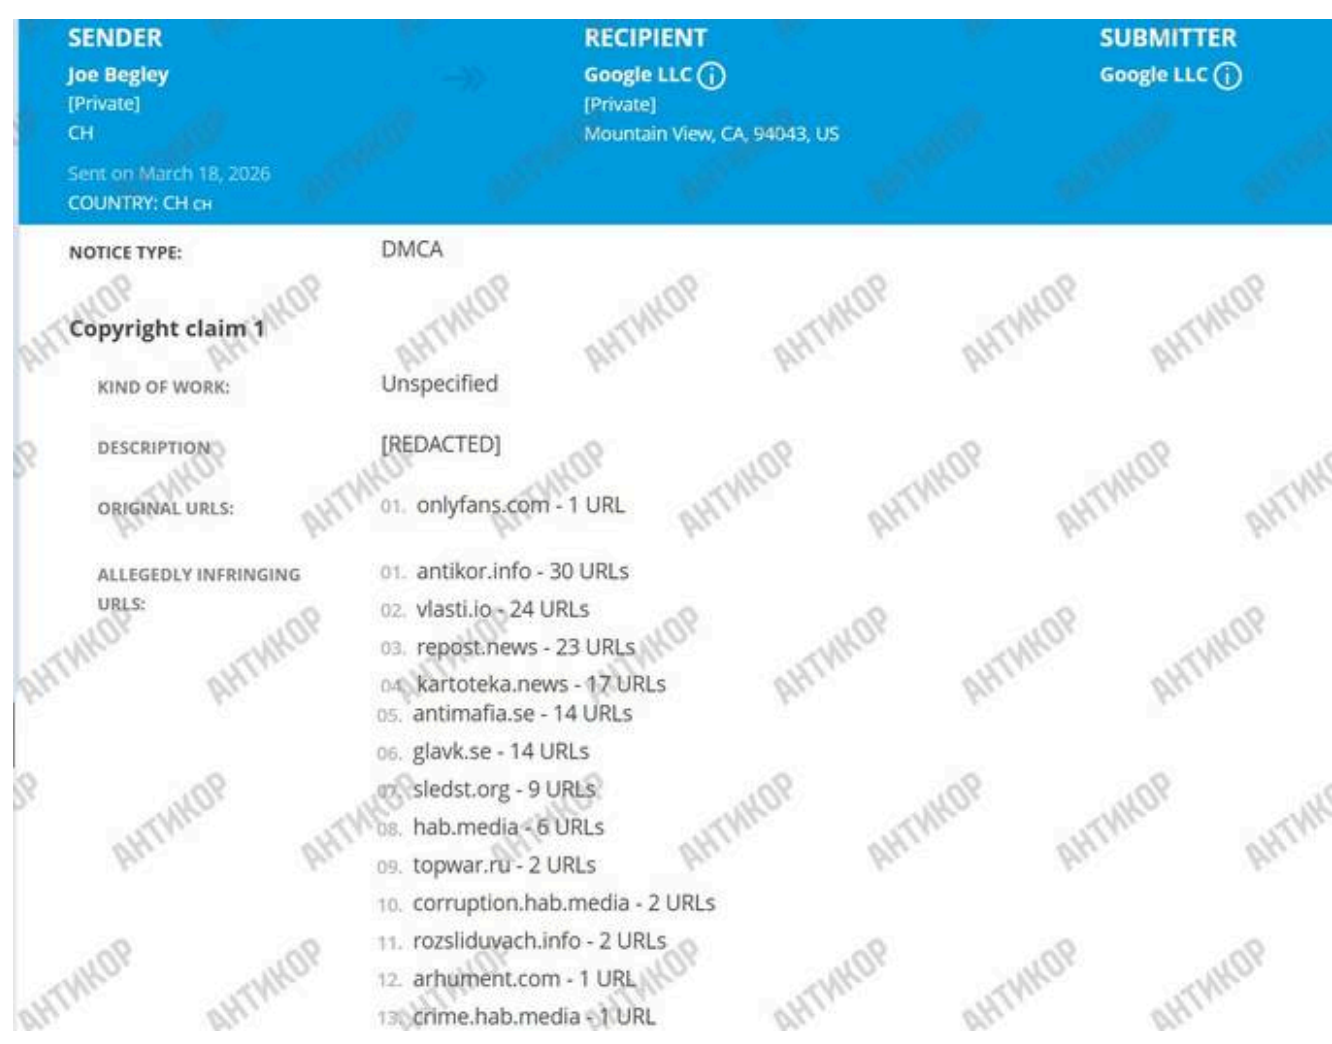 SENDER
Joe Begley
[Private]
CH
Sent on March 18, 2026
COUNTRY: CH CH
RECIPIENT
Google LLC
[Private]
Mountain View, CA, 94043, US
SUBMITTER
Google LLC
NOTICE TYPE: DMCA
Copyright claim 1
KIND OF WORK: Unspecified
DESCRIPTION [REDACTED]
ORIGINAL URLS: 01. onlyfans.com - 1 URL
ALLEGEDLY INFRINGING
URLS:
01. antikor.info - 30 URLs
02. vlasti.io - 24 URLs
03. repost.news - 23 URLs
04. kartoteka.news - 17 URLs
05. antimafia.se - 14 URLs
06. glavk.se - 14 URLs
07. sledst.org - 9 URLs
08. hab.media - 6 URLs
09. topwar.ru - 2 URLs
10. corruption.hab.media - 2 URLs
11. rozsliduvach.info - 2 URLs
12. arhument.com - 1 URL
13. crime.hab.media - 1 URL
АНТИКОР